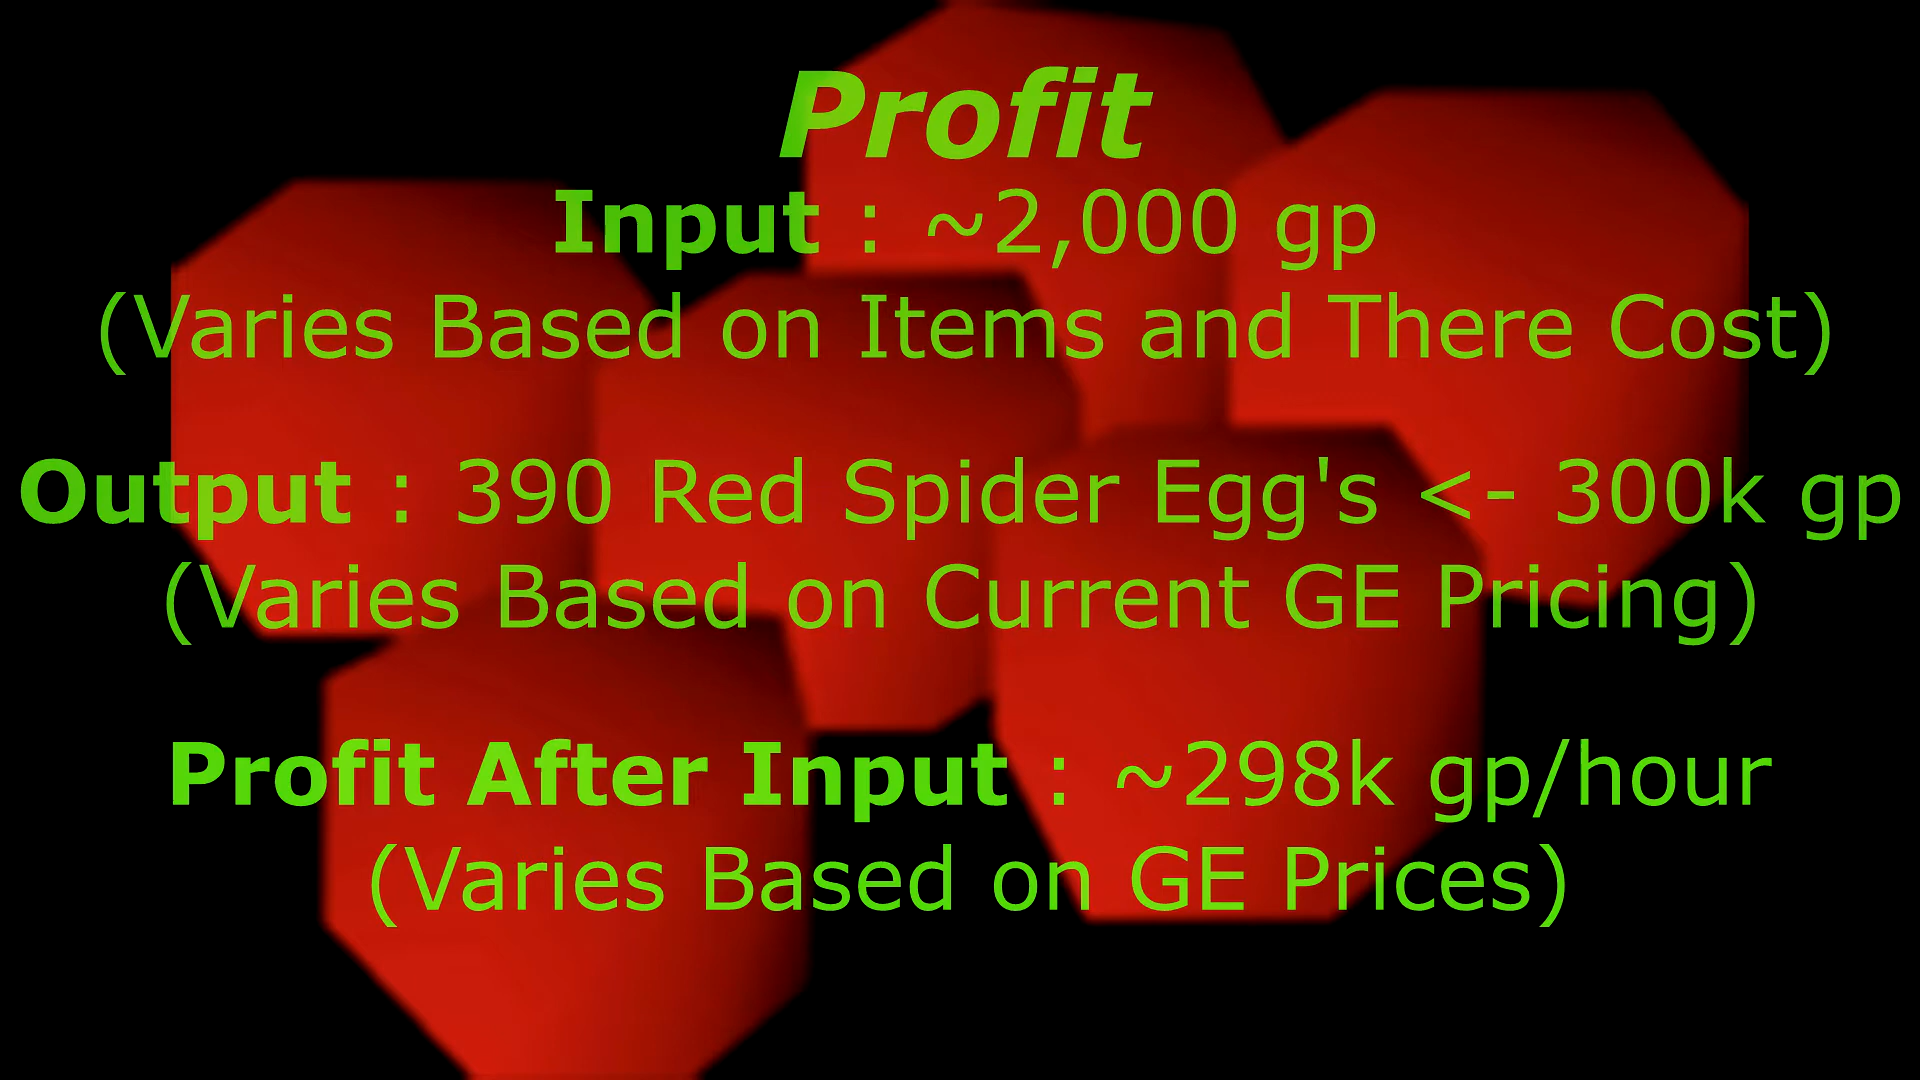 Profit
Input : ~2,000 gp
(Varies Based on Items and There Cost)
Output : 390 Red Spider Egg's <- 300k gp
(Varies Based on Current GE Pricing)
Profit After Input : ~298k gp/hour
(Varies Based on GE Prices)